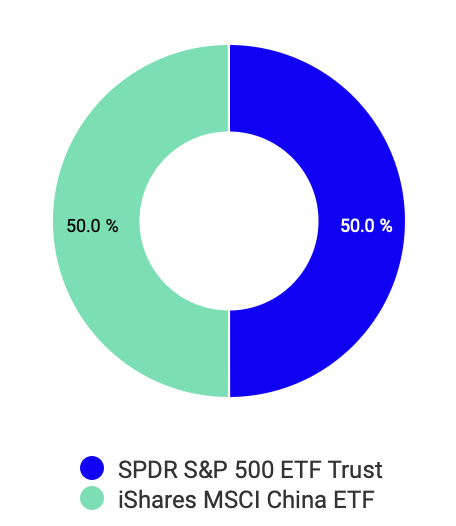 50.0 %
50.0 %
SPDR S&P 500 ETF Trust
iShares MSCI China ETF